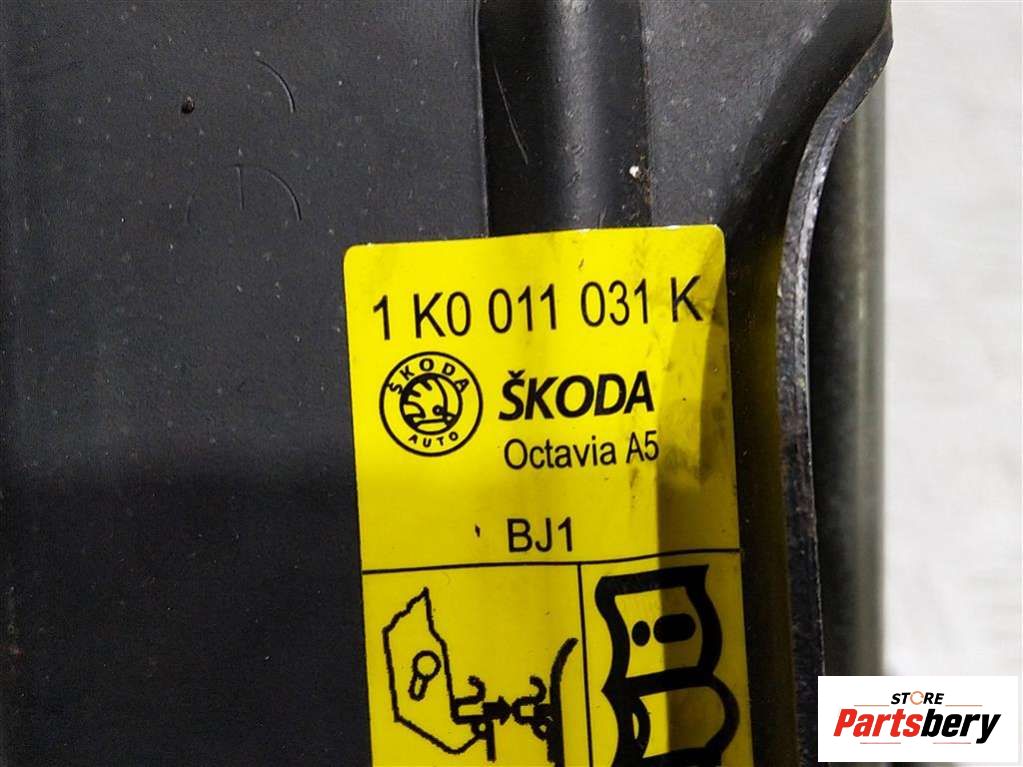 1 K0 011 031 K
ŠKODA
AUTO
ŠKODA
Octavia A5
BJ1
STORE
Partsbery